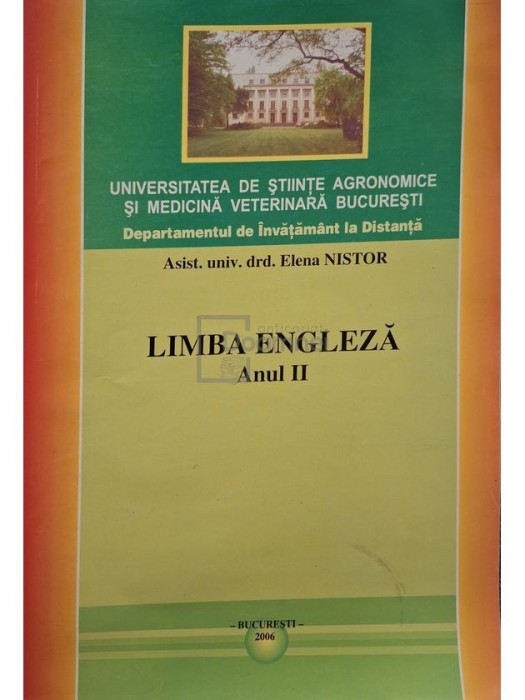 UNIVERSITATEA DE ŞTIINŢE AGRONOMICE
ŞI MEDICINĂ VETERINARĂ BUCUREŞTI
Departamentul de Învăţământ la Distanţă
Asist. univ. drd. Elena NISTOR
anticariat
LIMBA ENGLEZĂ
Anul II
– BUCUREŞTI –
2006